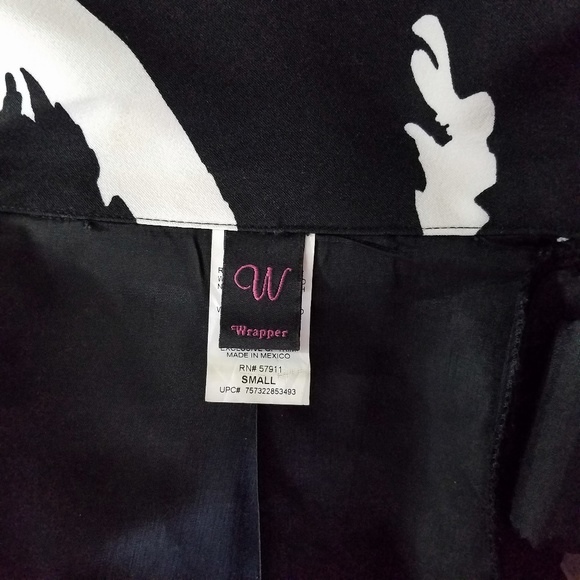 W
Wrapper
MADE IN MEXICO
RN# 57911
SMALL
UPC# 757322853493